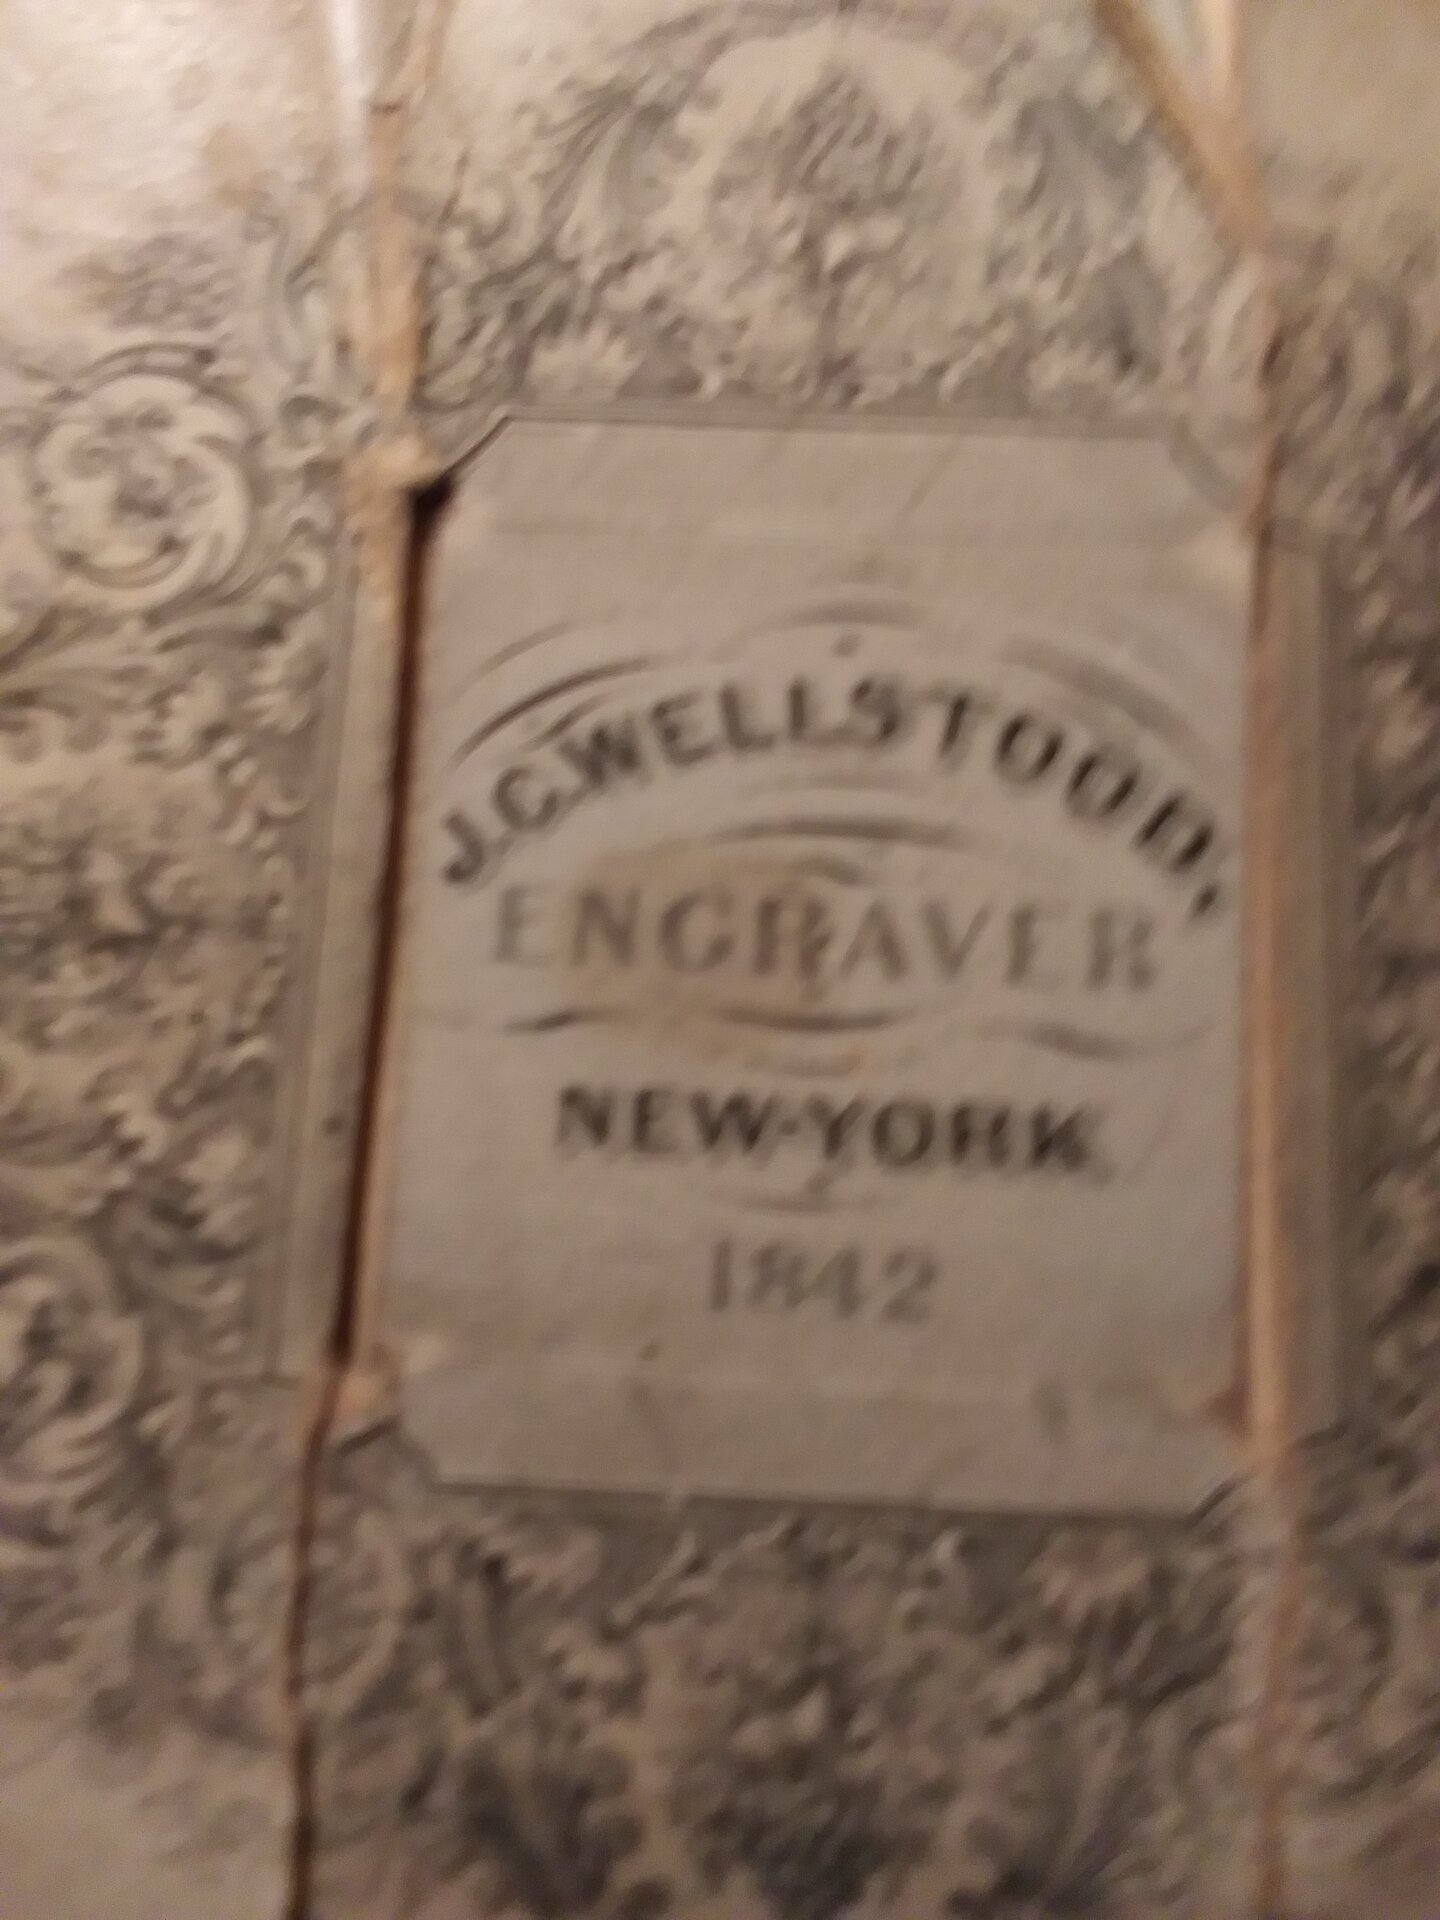 J.C.WELLSTOOD.
ENGRAVER
NEW-YORK
1842